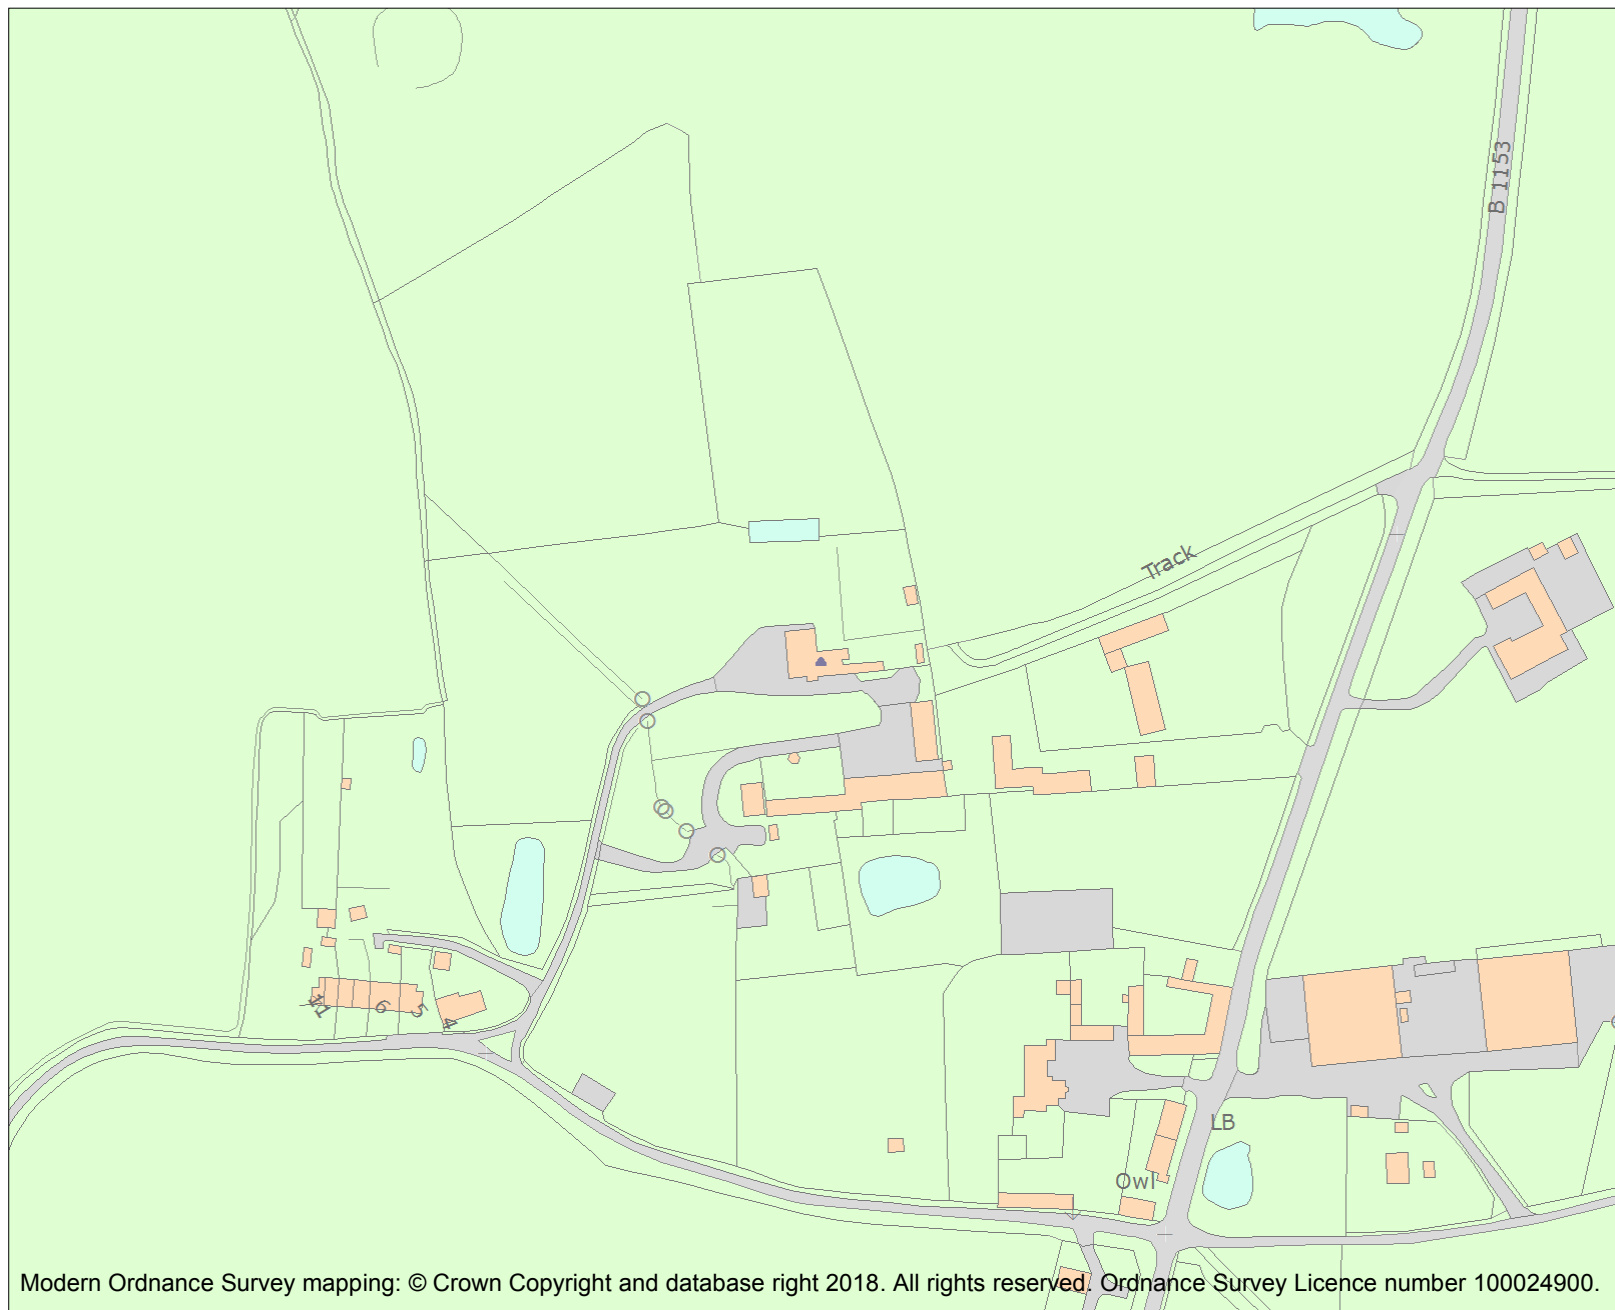 B 1153
Track
11
6
5
4
LB
Owl
Modern Ordnance Survey mapping: © Crown Copyright and database right 2018. All rights reserved. Ordnance Survey Licence number 100024900.